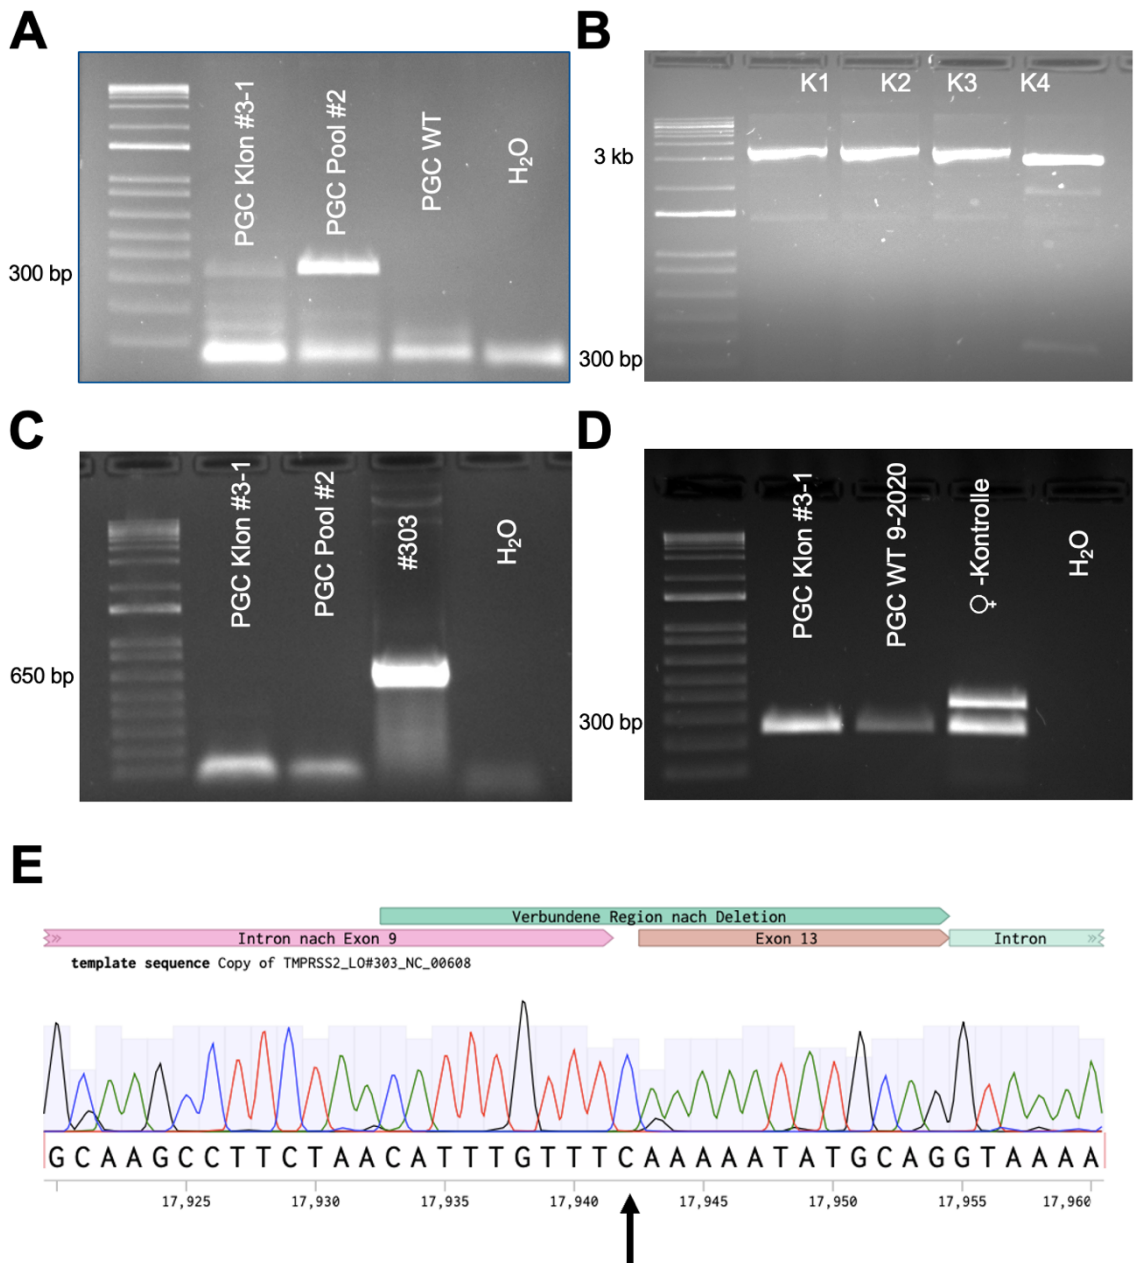 A
PGC Klon #3-1
PGC Pool #2
PGC WT
H₂O
300 bp
B
K1 K2 K3 K4
3 kb
300 bp
C
PGC Klon #3-1
PGC Pool #2
#303
H₂O
650 bp
D
PGC Klon #3-1
PGC WT 9-2020
♀ -Kontrolle
H₂O
300 bp
E
Verbundene Region nach Deletion
Intron nach Exon 9 Exon 13 Intron
template sequence Copy of TMPRSS2_LO#303_NC_00608
GCAAGCCTTCTAACATTTGTTTCAAAAATATGCAGGTAAAA
17,925 17,930 17,935 17,940 17,945 17,950 17,955 17,960